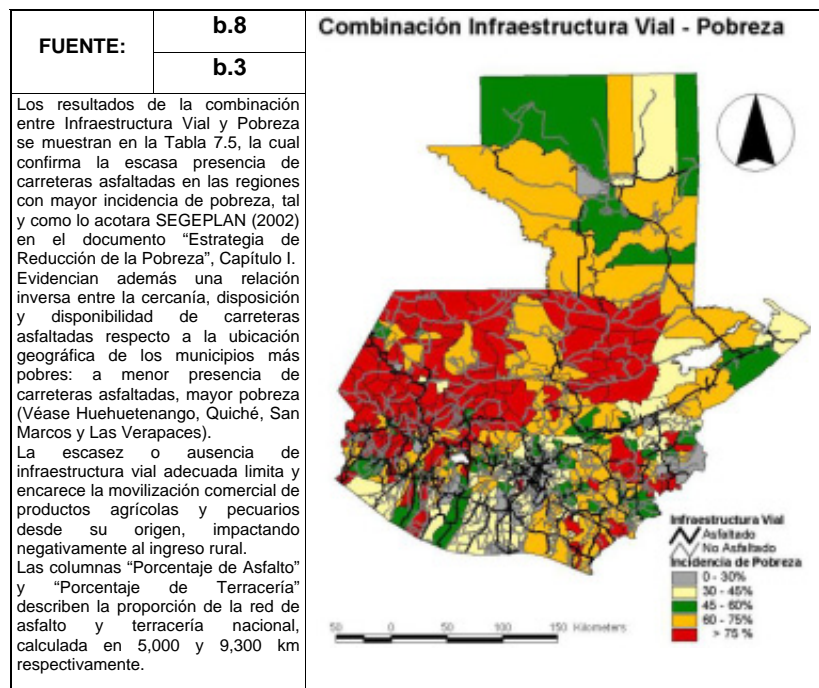 FUENTE:
b.8
b.3
Los resultados de la combinación
entre Infraestructura Vial y Pobreza
se muestran en la Tabla 7.5, la cual
confirma la escasa presencia de
carreteras asfaltadas en las regiones
con mayor incidencia de pobreza, tal
y como lo acotara SEGEPLAN (2002)
en el documento “Estrategia de
Reducción de la Pobreza”, Capítulo I.
Evidencian además una relación
inversa entre la cercanía, disposición
y disponibilidad de carreteras
asfaltadas respecto a la ubicación
geográfica de los municipios más
pobres: a menor presencia de
carreteras asfaltadas, mayor pobreza
(Véase Huehuetenango, Quiché, San
Marcos y Las Verapaces).
La escasez o ausencia de
infraestructura vial adecuada limita y
encarece la movilización comercial de
productos agrícolas y pecuarios
desde su origen, impactando
negativamente al ingreso rural.
Las columnas “Porcentaje de Asfalto”
y “Porcentaje de Terracería”
describen la proporción de la red de
asfalto y terracería nacional,
calculada en 5,000 y 9,300 km
respectivamente.
Combinación Infraestructura Vial - Pobreza
Infraestructura Vial
Asfaltado
No Asfaltado
Incidencia de Pobreza
0 - 30%
30 - 45%
45 - 60%
60 - 75%
> 75 %
50 0 50 100 150 Kilometers